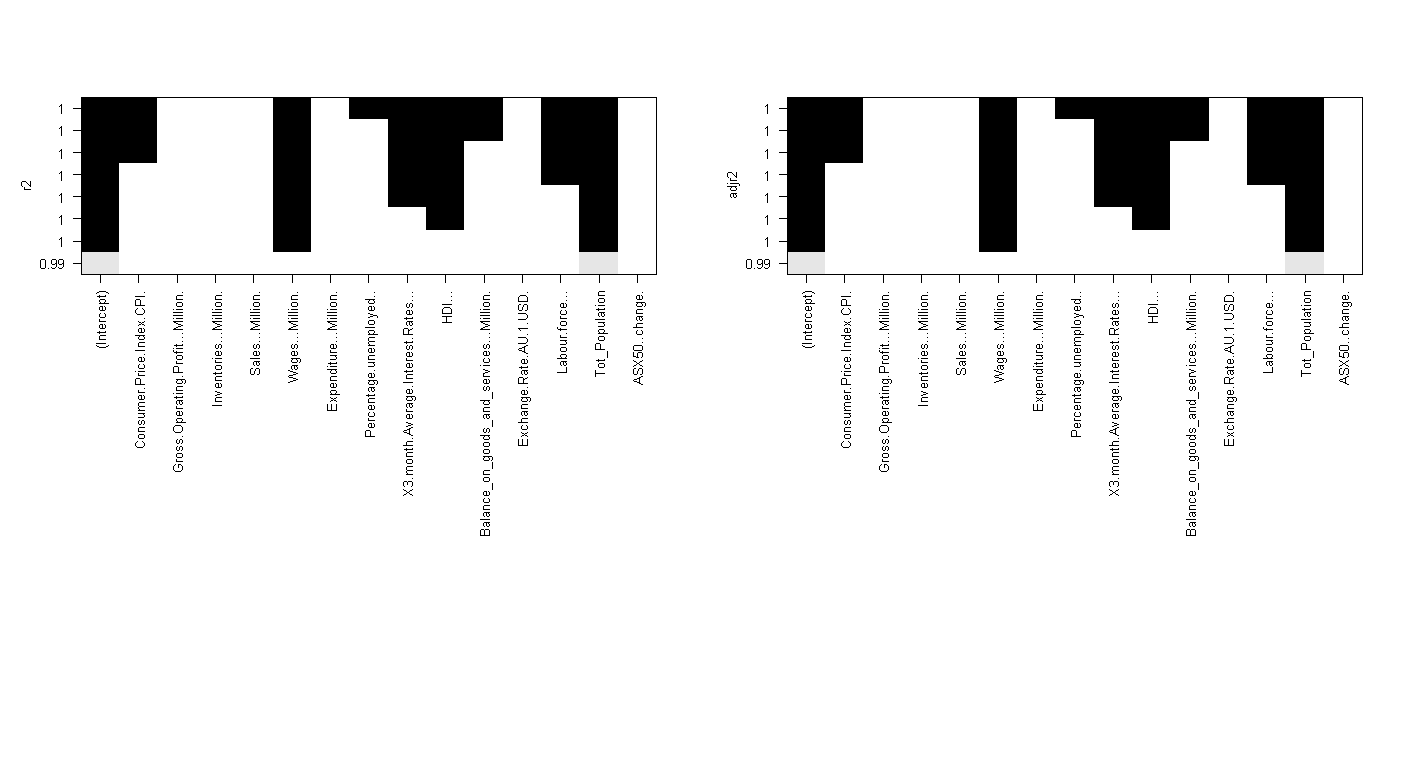 r2
1
1
1
1
1
1
1
0.99
(Intercept)
Consumer.Price.Index.CPI.
Gross.Operating.Profit...Million.
Inventories...Million.
Sales...Million.
Wages...Million.
Expenditure...Million.
Percentage.unemployed..
X3.month.Average.Interest.Rates...
HDI...
Balance_on_goods_and_services...Million.
Exchange.Rate.AU.1.USD.
Labour.force...
Tot_Population
ASX50..change.
adjr2
1
1
1
1
1
1
1
0.99
(Intercept)
Consumer.Price.Index.CPI.
Gross.Operating.Profit...Million.
Inventories...Million.
Sales...Million.
Wages...Million.
Expenditure...Million.
Percentage.unemployed..
X3.month.Average.Interest.Rates...
HDI...
Balance_on_goods_and_services...Million.
Exchange.Rate.AU.1.USD.
Labour.force...
Tot_Population
ASX50..change.